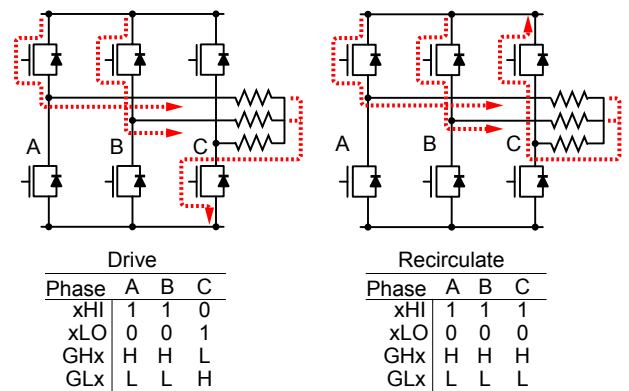 A B C
A B C
Drive
Phase A B C
xHI 1 1 0
xLO 0 0 1
GHx H H L
GLx L L H
Recirculate
Phase A B C
xHI 1 1 1
xLO 0 0 0
GHx H H H
GLx L L L